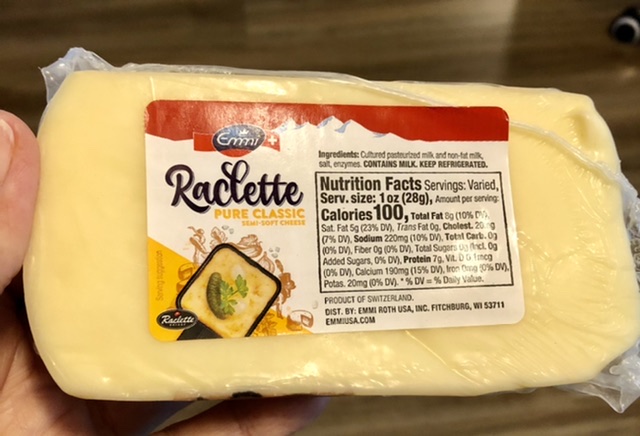 Emmi
Raclette
PURE CLASSIC
SEMI-SOFT CHEESE
Serving suggestion
Raclette
Ingredients: Cultured pasteurized milk and non-fat milk,
salt, enzymes. CONTAINS MILK. KEEP REFRIGERATED.
Nutrition Facts Servings: Varied,
Serv. size: 1 oz (28g), Amount per serving:
Calories 100, Total Fat 8g (10% DV),
Sat. Fat 5g (23% DV), Trans Fat 0g, Cholest. 20mg
(7% DV), Sodium 220mg (10% DV), Total Carb. 0g
(0% DV), Fiber 0g (0% DV), Total Sugars 0g (Incl. 0g
Added Sugars, 0% DV), Protein 7g, Vit. D 0.1mcg
(0% DV), Calcium 190mg (15% DV), Iron 0mg (0% DV),
Potas. 20mg (0% DV). * % DV = % Daily Value.
PRODUCT OF SWITZERLAND.
DIST. BY: EMMI ROTH USA, INC. FITCHBURG, WI 53711
EMMIUSA.COM